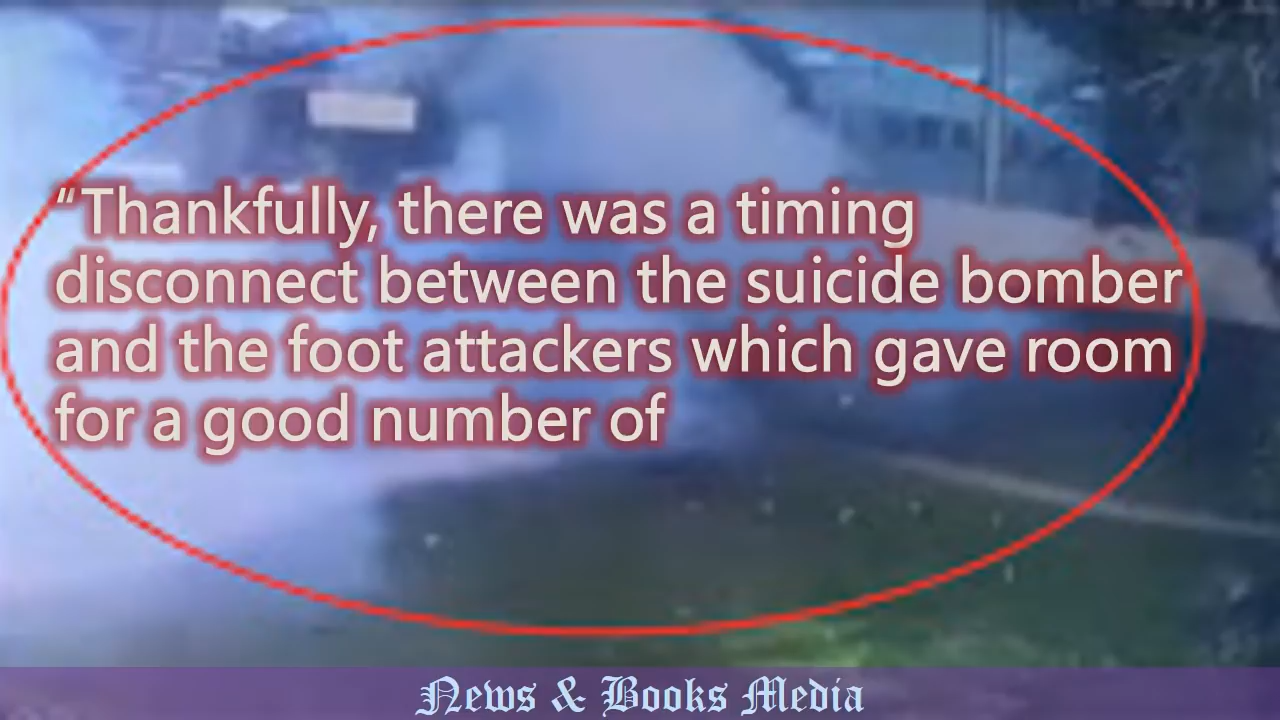 “Thankfully, there was a timing
disconnect between the suicide bomber
and the foot attackers which gave room
for a good number of
News & Books Media